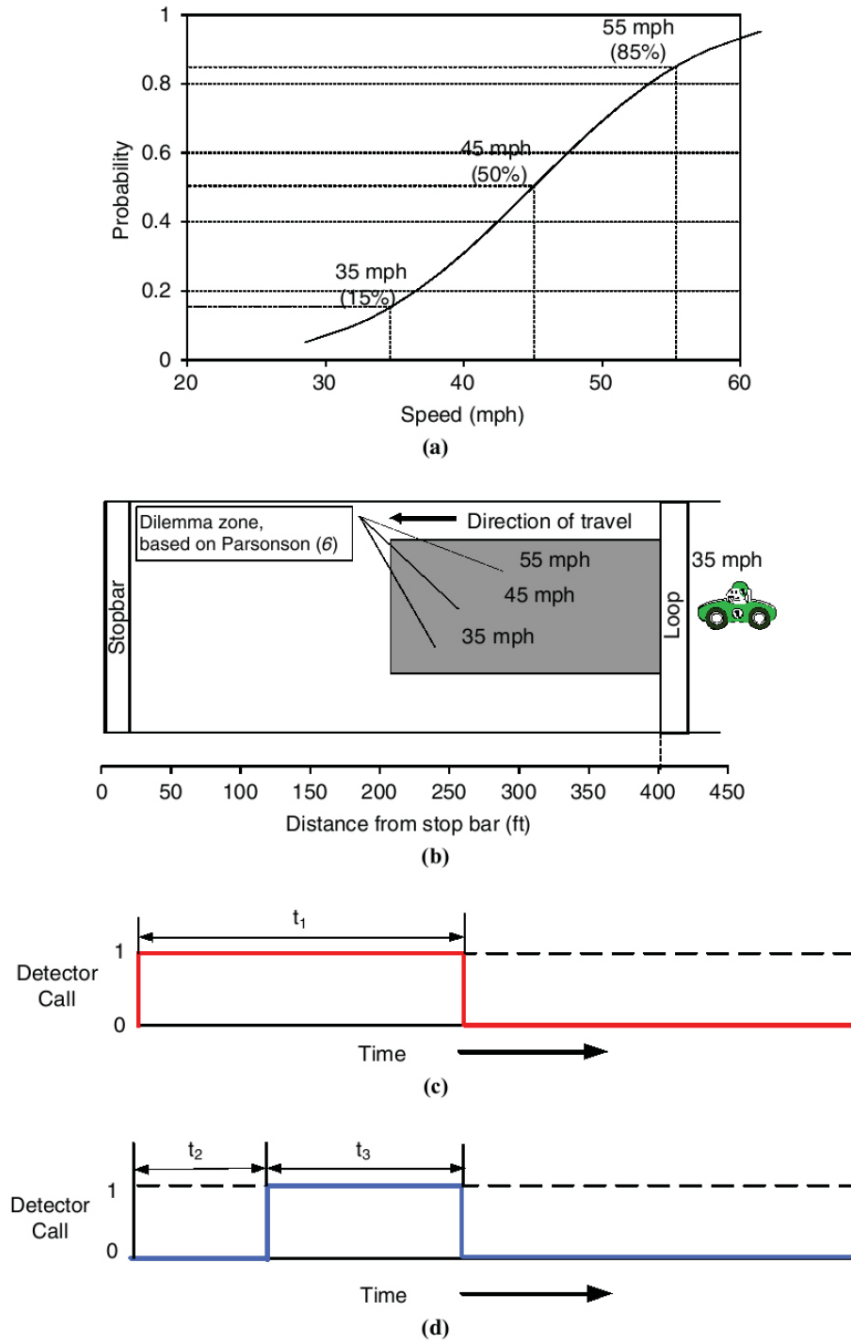 1
0.8
0.6
0.4
0.2
0
Probability
55 mph
(85%)
45 mph
(50%)
35 mph
(15%)
20 30 40 50 60
Speed (mph)
(a)
Stopbar
Dilemma zone,
based on Parsonson (6)
Direction of travel
55 mph
45 mph
35 mph
Loop
35 mph
0 50 100 150 200 250 300 350 400 450
Distance from stop bar (ft)
(b)
t1
1
Detector
Call
0
Time
(c)
t2 t3
1
Detector
Call
0
Time
(d)